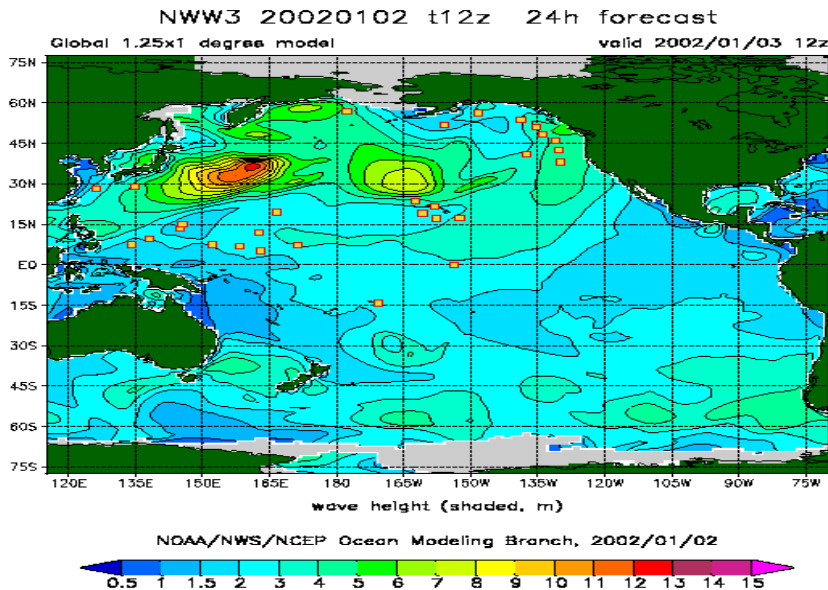 NWW3 20020102 t12z 24h forecast
Global 1.25x1 degree model valid 2002/01/03 12z
75N
60N
45N
30N
15N
EQ
15S
30S
45S
60S
75S
120E 135E 150E 165E 180 165W 150W 135W 120W 105W 90W 75W
wave height (shaded, m)
NOAA/NWS/NCEP Ocean Modeling Branch, 2002/01/02
0.5 1 1.5 2 3 4 5 6 7 8 9 10 11 12 13 14 15